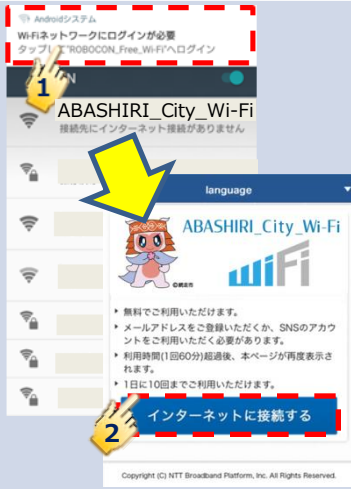 Androidシステム
Wi-Fiネットワークにログインが必要
タップして"ROBOCON_Free_Wi-Fi"へログイン
1
N
ABASHIRI_City_Wi-Fi
接続先にインターネット接続がありません
language
ABASHIRI_City_Wi-Fi
WiFi
©網走市
無料でご利用いただけます。
メールアドレスをご登録いただくか、SNSのアカウ
ントをご利用いただく必要があります。
利用時間(1回60分)超過後、本ページが再度表示さ
れます。
1日に10回までご利用いただけます。
インターネットに接続する
2
Copyright (C) NTT Broadband Platform, Inc. All Rights Reserved.